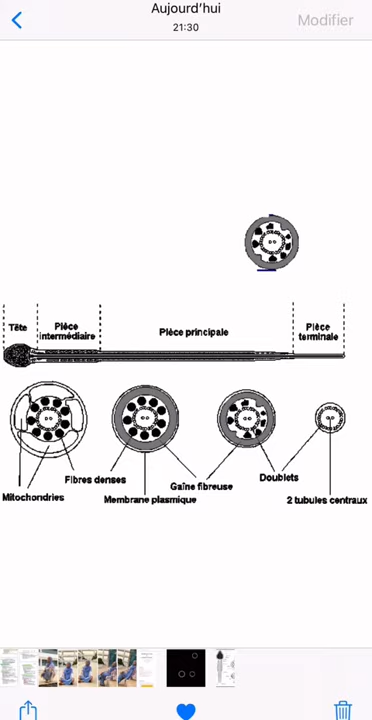 Aujourd'hui
21:30
Modifier
Tête
Pièce
intermédiaire
Pièce principale
Pièce
terminale
Fibres denses
Mitochondries
Membrane plasmique
Gaîne fibreuse
Doublets
2 tubules centraux